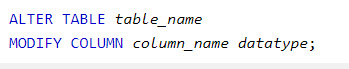 ALTER TABLE table_name
MODIFY COLUMN column_name datatype;